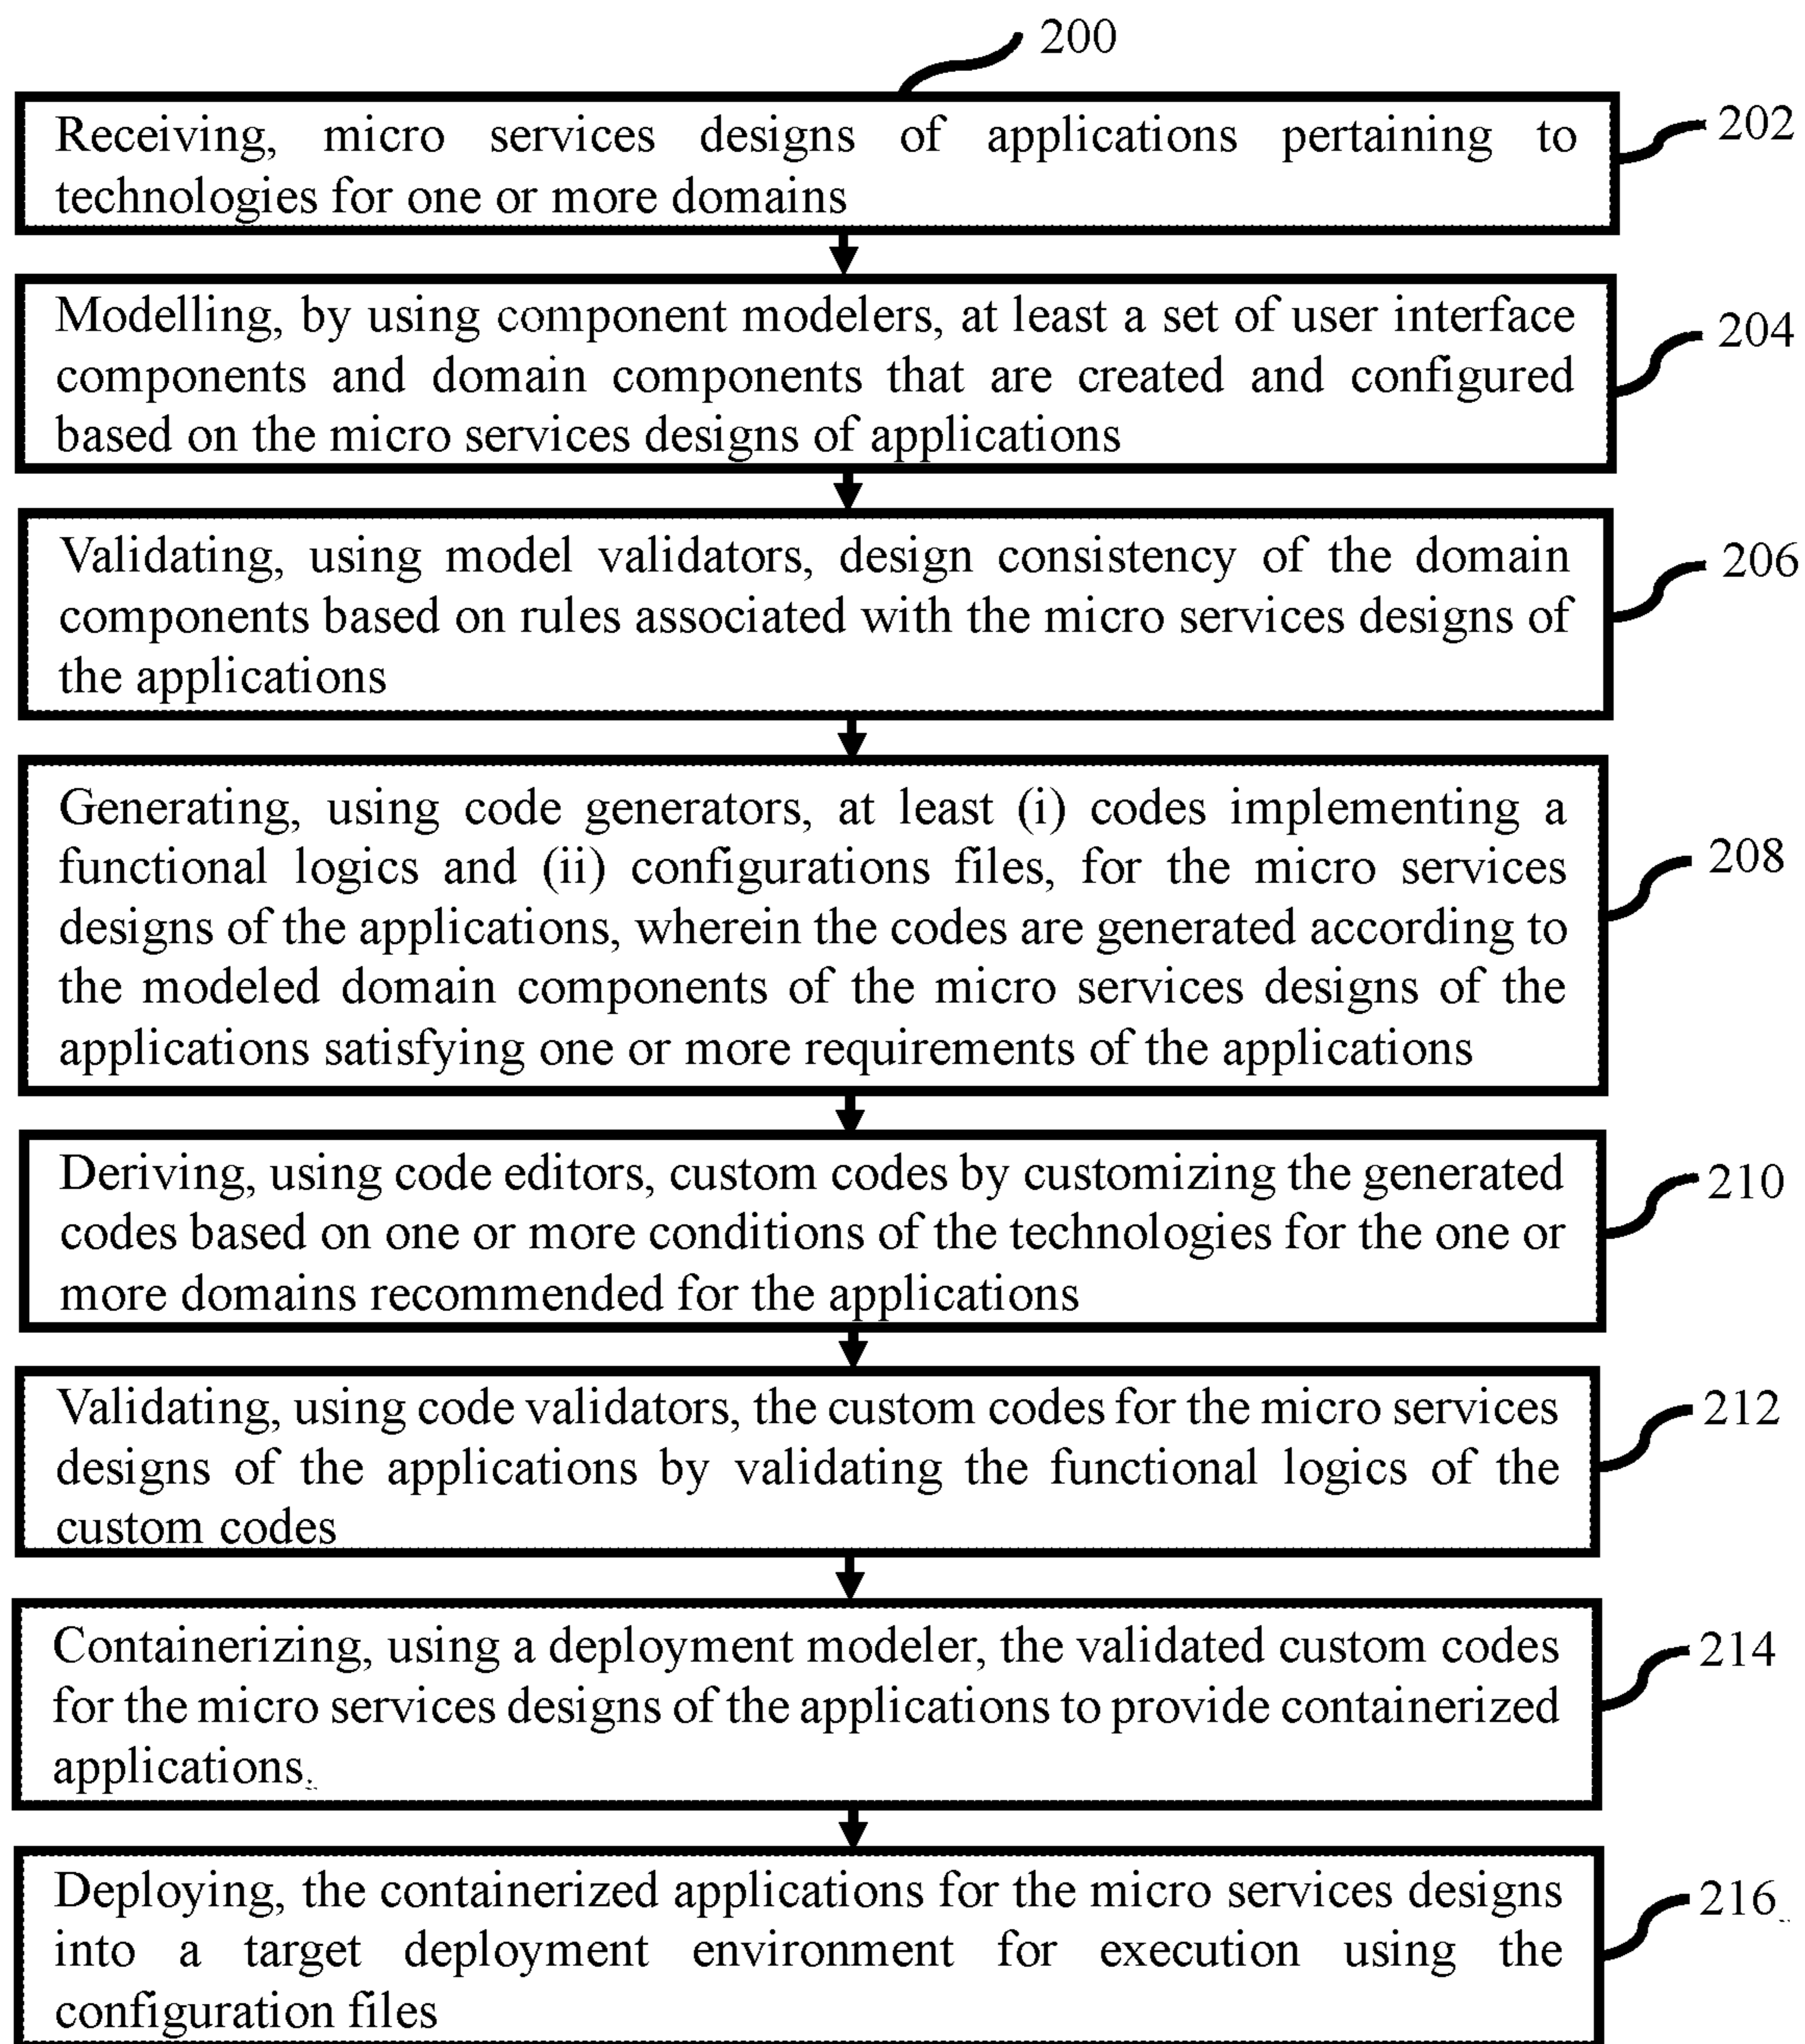 200
Receiving, micro services designs of applications pertaining to
technologies for one or more domains
202
Modelling, by using component modelers, at least a set of user interface
components and domain components that are created and configured
based on the micro services designs of applications
204
Validating, using model validators, design consistency of the domain
components based on rules associated with the micro services designs of
the applications
206
Generating, using code generators, at least (i) codes implementing a
functional logics and (ii) configurations files, for the micro services
designs of the applications, wherein the codes are generated according to
the modeled domain components of the micro services designs of the
applications satisfying one or more requirements of the applications
208
Deriving, using code editors, custom codes by customizing the generated
codes based on one or more conditions of the technologies for the one or
more domains recommended for the applications
210
Validating, using code validators, the custom codes for the micro services
designs of the applications by validating the functional logics of the
custom codes
212
Containerizing, using a deployment modeler, the validated custom codes
for the micro services designs of the applications to provide containerized
applications.
214
Deploying, the containerized applications for the micro services designs
into a target deployment environment for execution using the
configuration files
216